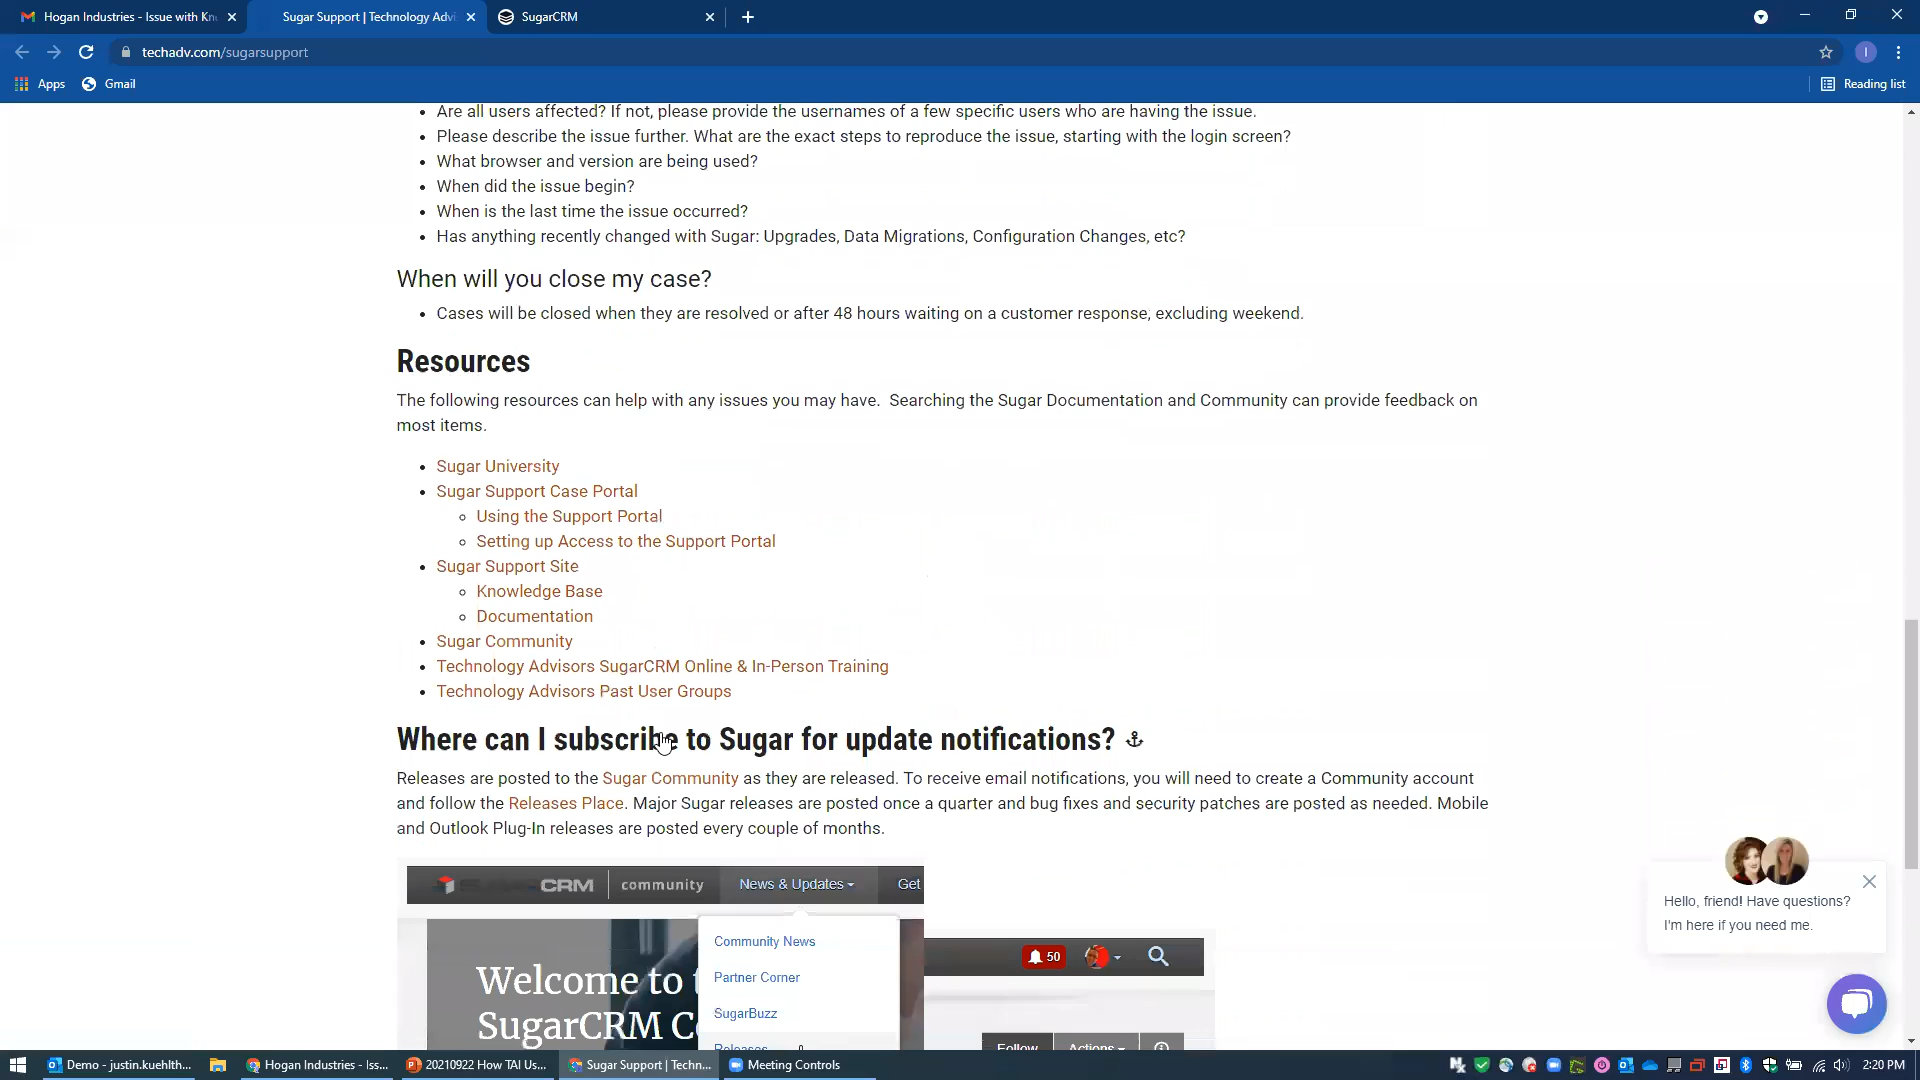 Hogan Industries - Issue with Kn
Sugar Support | Technology Advi
SugarCRM
techadv.com/sugarsupport
I
Apps
Gmail
Reading list
Are all users affected? If not, please provide the usernames of a few specific users who are having the issue.
Please describe the issue further. What are the exact steps to reproduce the issue, starting with the login screen?
What browser and version are being used?
When did the issue begin?
When is the last time the issue occurred?
Has anything recently changed with Sugar: Upgrades, Data Migrations, Configuration Changes, etc?
When will you close my case?
Cases will be closed when they are resolved or after 48 hours waiting on a customer response, excluding weekend.
Resources
The following resources can help with any issues you may have. Searching the Sugar Documentation and Community can provide feedback on
most items.
Sugar University
Sugar Support Case Portal
Using the Support Portal
Setting up Access to the Support Portal
Sugar Support Site
Knowledge Base
Documentation
Sugar Community
Technology Advisors SugarCRM Online & In-Person Training
Technology Advisors Past User Groups
Where can I subscribe to Sugar for update notifications?
Releases are posted to the Sugar Community as they are released. To receive email notifications, you will need to create a Community account
and follow the Releases Place. Major Sugar releases are posted once a quarter and bug fixes and security patches are posted as needed. Mobile
and Outlook Plug-In releases are posted every couple of months.
CRM community News & Updates Get
Community News
Partner Corner
SugarBuzz
Releases
Welcome to t
SugarCRM Co
50
Follow Actions
Hello, friend! Have questions?
I'm here if you need me.
Demo - justin.kuehlth...
Hogan Industries - Iss...
20210922 How TAI Us...
Sugar Support | Techn...
Meeting Controls
2:20 PM